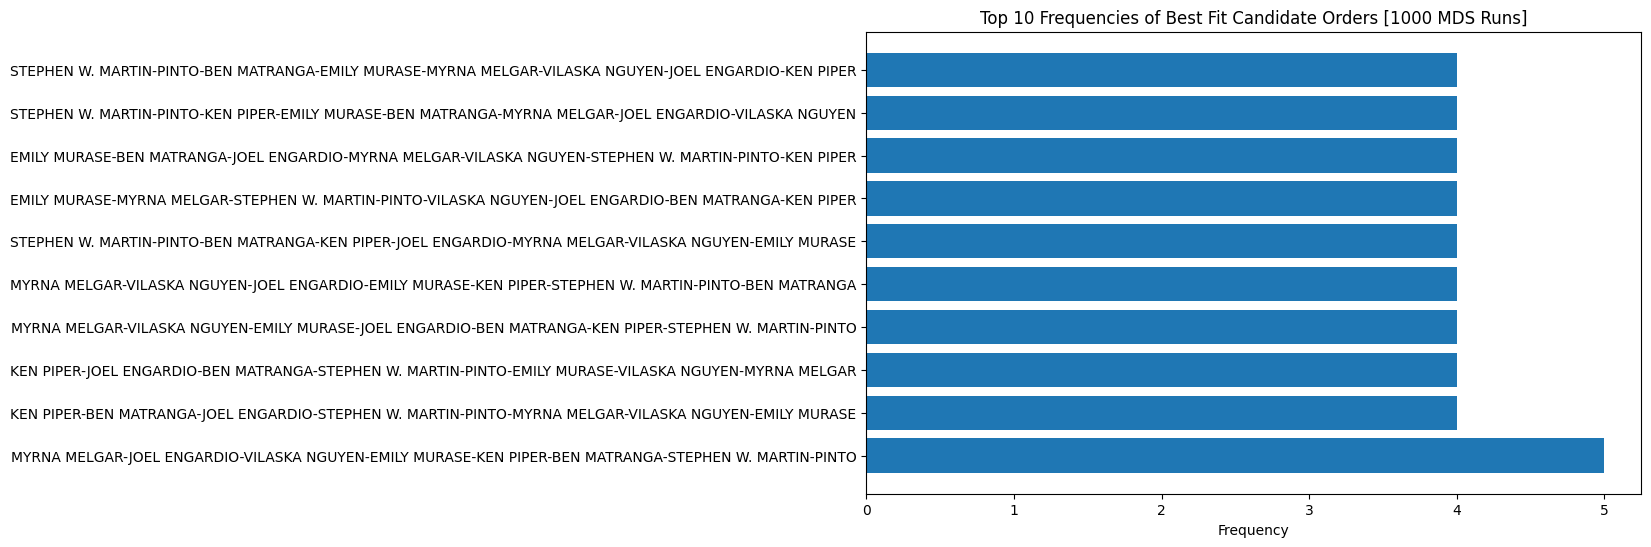 Top 10 Frequencies of Best Fit Candidate Orders [1000 MDS Runs]
STEPHEN W. MARTIN-PINTO-BEN MATRANGA-EMILY MURASE-MYRNA MELGAR-VILASKA NGUYEN-JOEL ENGARDIO-KEN PIPER
STEPHEN W. MARTIN-PINTO-KEN PIPER-EMILY MURASE-BEN MATRANGA-MYRNA MELGAR-JOEL ENGARDIO-VILASKA NGUYEN
EMILY MURASE-BEN MATRANGA-JOEL ENGARDIO-MYRNA MELGAR-VILASKA NGUYEN-STEPHEN W. MARTIN-PINTO-KEN PIPER
EMILY MURASE-MYRNA MELGAR-STEPHEN W. MARTIN-PINTO-VILASKA NGUYEN-JOEL ENGARDIO-BEN MATRANGA-KEN PIPER
STEPHEN W. MARTIN-PINTO-BEN MATRANGA-KEN PIPER-JOEL ENGARDIO-MYRNA MELGAR-VILASKA NGUYEN-EMILY MURASE
MYRNA MELGAR-VILASKA NGUYEN-JOEL ENGARDIO-EMILY MURASE-KEN PIPER-STEPHEN W. MARTIN-PINTO-BEN MATRANGA
MYRNA MELGAR-VILASKA NGUYEN-EMILY MURASE-JOEL ENGARDIO-BEN MATRANGA-KEN PIPER-STEPHEN W. MARTIN-PINTO
KEN PIPER-JOEL ENGARDIO-BEN MATRANGA-STEPHEN W. MARTIN-PINTO-EMILY MURASE-VILASKA NGUYEN-MYRNA MELGAR
KEN PIPER-BEN MATRANGA-JOEL ENGARDIO-STEPHEN W. MARTIN-PINTO-MYRNA MELGAR-VILASKA NGUYEN-EMILY MURASE
MYRNA MELGAR-JOEL ENGARDIO-VILASKA NGUYEN-EMILY MURASE-KEN PIPER-BEN MATRANGA-STEPHEN W. MARTIN-PINTO
0 1 2 3 4 5
Frequency